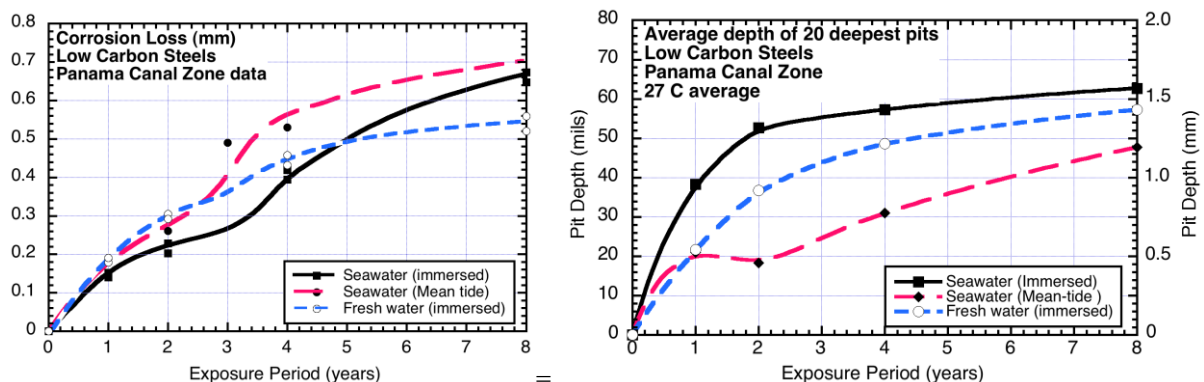 Corrosion Loss (mm)
Low Carbon Steels
Panama Canal Zone data
0.8
0.7
0.6
0.5
0.4
0.3
0.2
0.1
0
Seawater (immersed)
Seawater (Mean tide)
Fresh water (immersed)
0 1 2 3 4 5 6 7 8
Exposure Period (years)
=
Average depth of 20 deepest pits
Low Carbon Steels
Panama Canal Zone
27 C average
Pit Depth (mils)
80
70
60
50
40
30
20
10
0
2.0
1.5
1.0
0.5
0
Pit Depth (mm)
Seawater (Immersed)
Seawater (Mean-tide )
Fresh water (immersed)
0 1 2 3 4 5 6 7 8
Exposure Period (years)